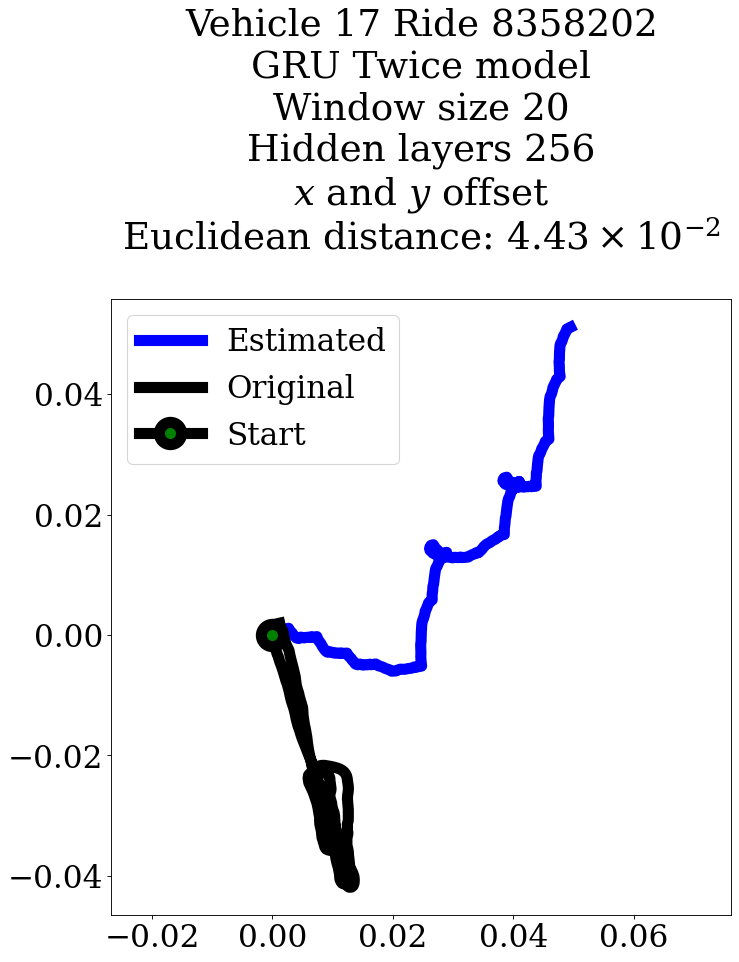 Vehicle 17 Ride 8358202
GRU Twice model
Window size 20
Hidden layers 256
x and y offset
Euclidean distance: 4.43 × 10⁻²
Estimated
Original
Start
0.04
0.02
0.00
−0.02
−0.04
−0.02 0.00 0.02 0.04 0.06